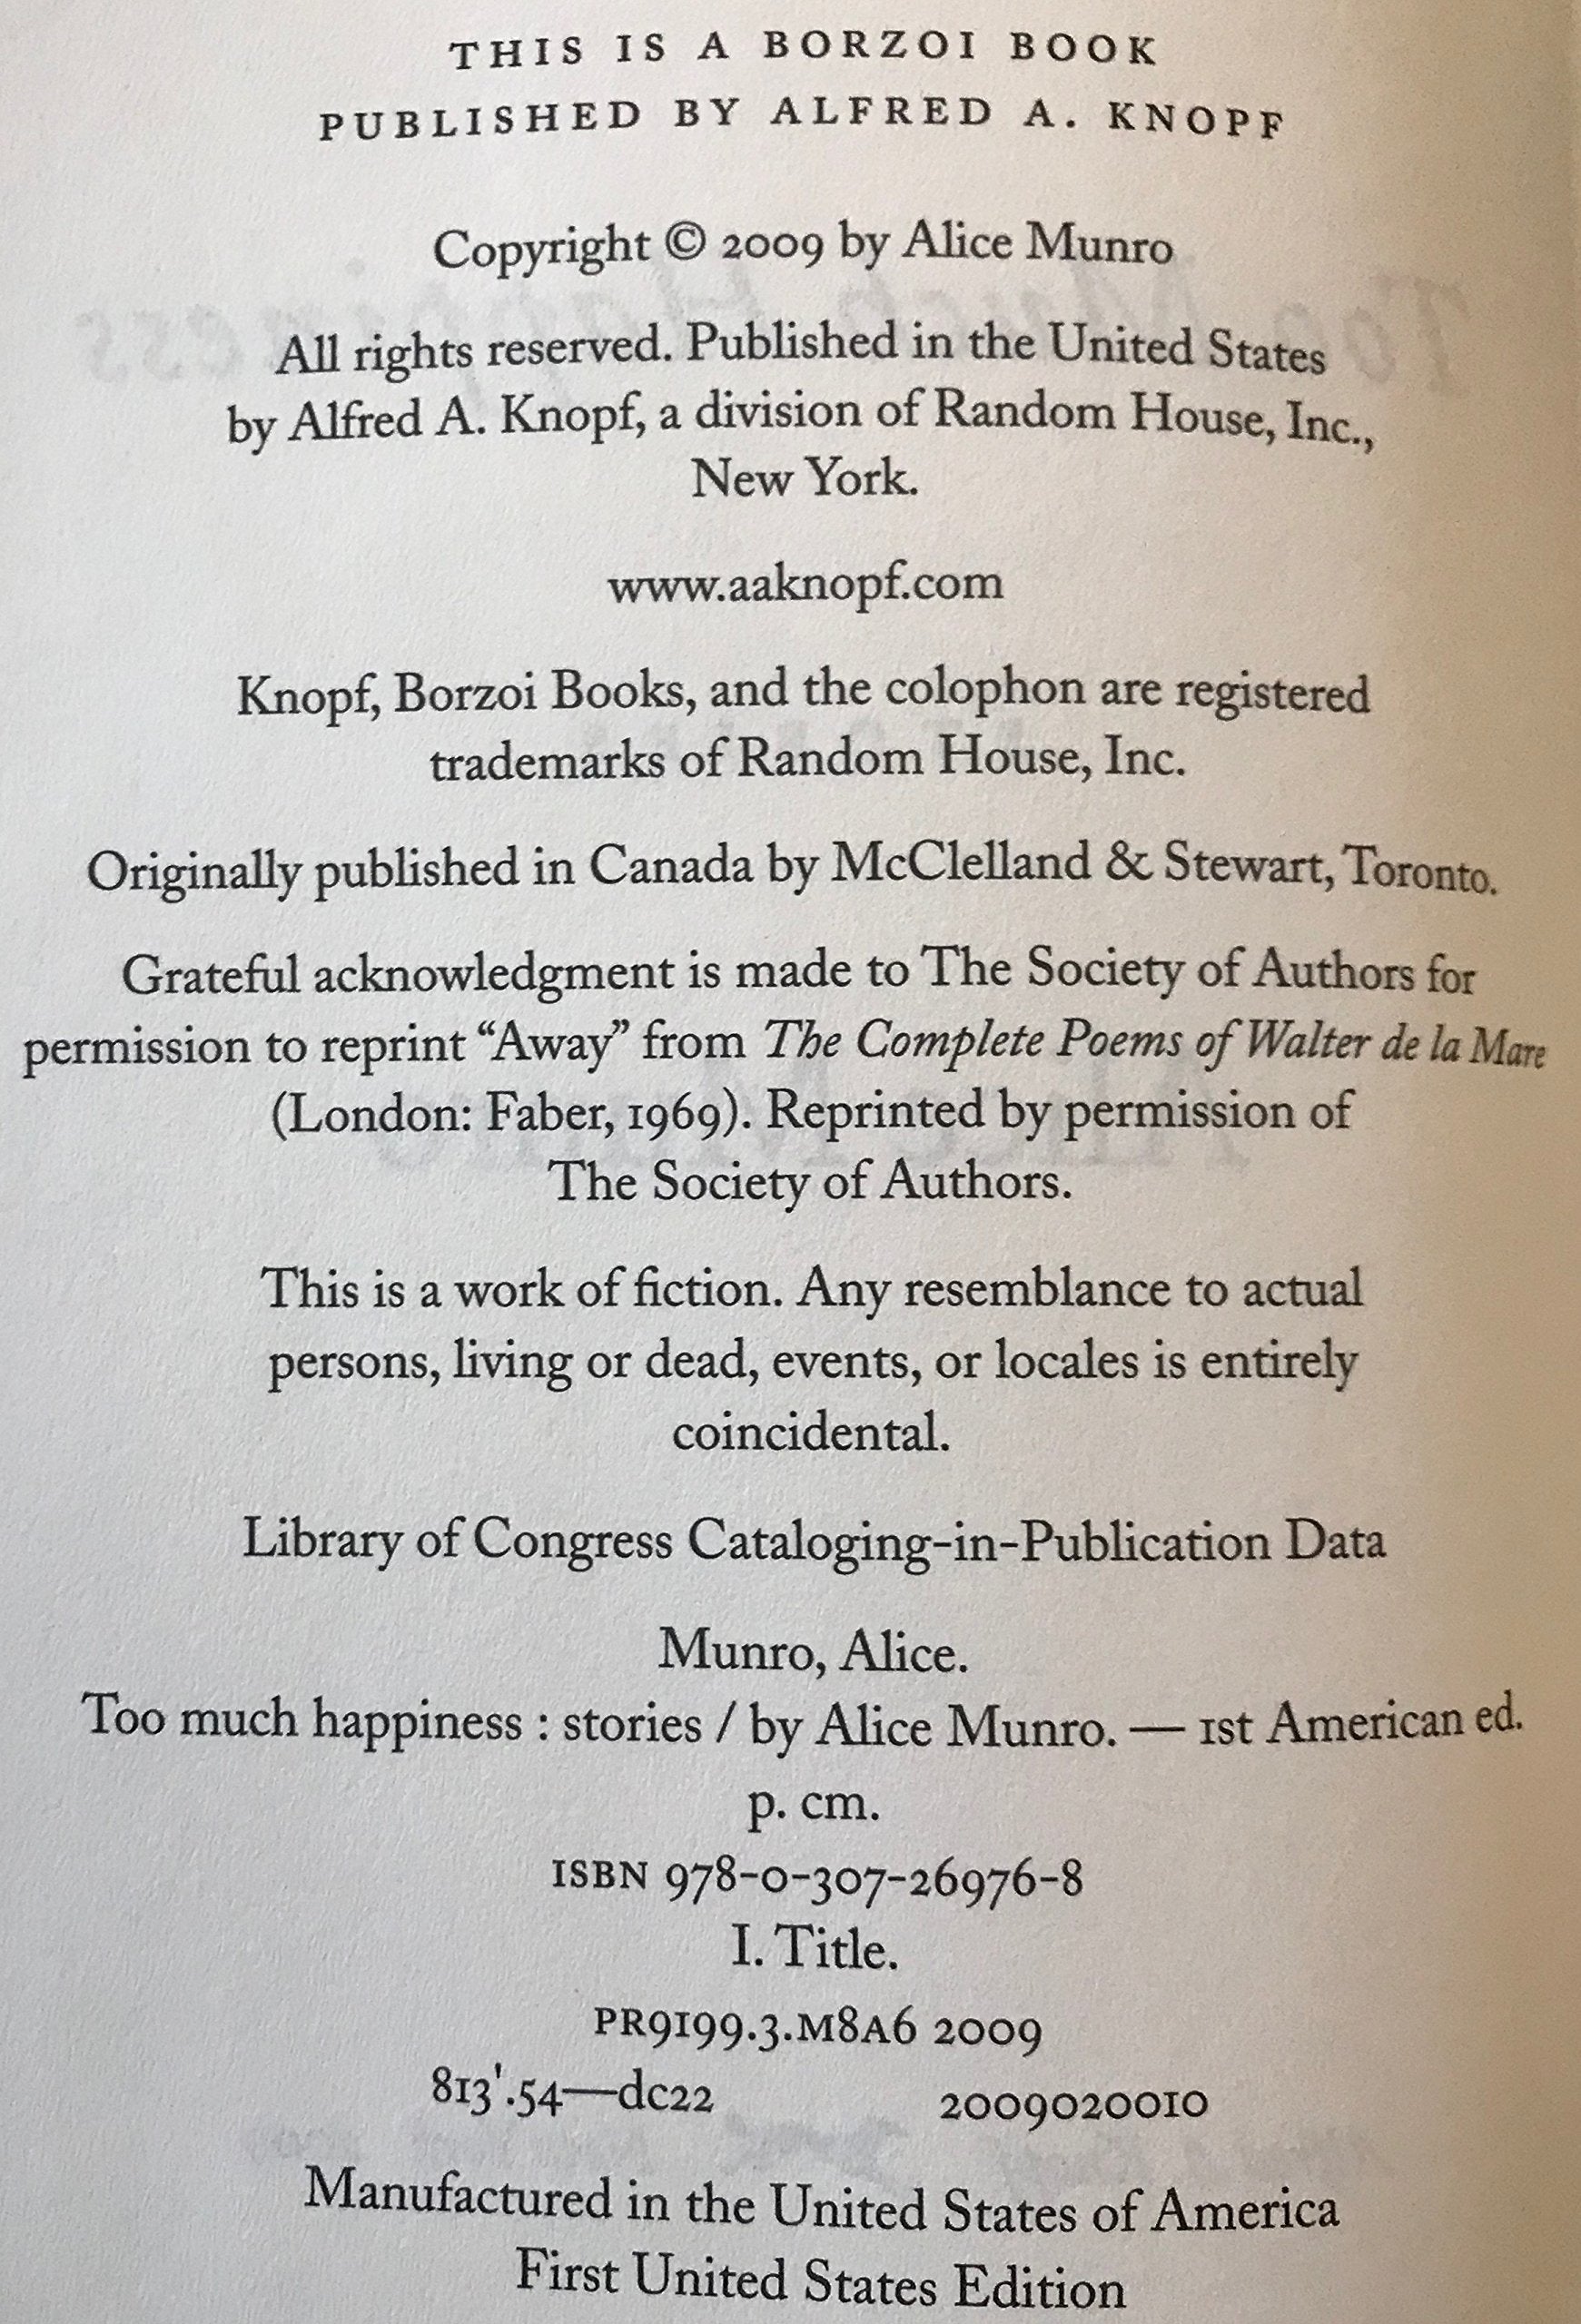 THIS IS A BORZOI BOOK
PUBLISHED BY ALFRED A. KNOPF
Copyright © 2009 by Alice Munro
All rights reserved. Published in the United States
by Alfred A. Knopf, a division of Random House, Inc.,
New York.
www.aaknopf.com
Knopf, Borzoi Books, and the colophon are registered
trademarks of Random House, Inc.
Originally published in Canada by McClelland & Stewart, Toronto.
Grateful acknowledgment is made to The Society of Authors for
permission to reprint “Away” from The Complete Poems of Walter de la Mare
(London: Faber, 1969). Reprinted by permission of
The Society of Authors.
This is a work of fiction. Any resemblance to actual
persons, living or dead, events, or locales is entirely
coincidental.
Library of Congress Cataloging-in-Publication Data
Munro, Alice.
Too much happiness : stories / by Alice Munro. — 1st American ed.
p. cm.
ISBN 978-0-307-26976-8
I. Title.
PR9199.3.M8A6 2009
813'.54—dc22 2009020010
Manufactured in the United States of America
First United States Edition